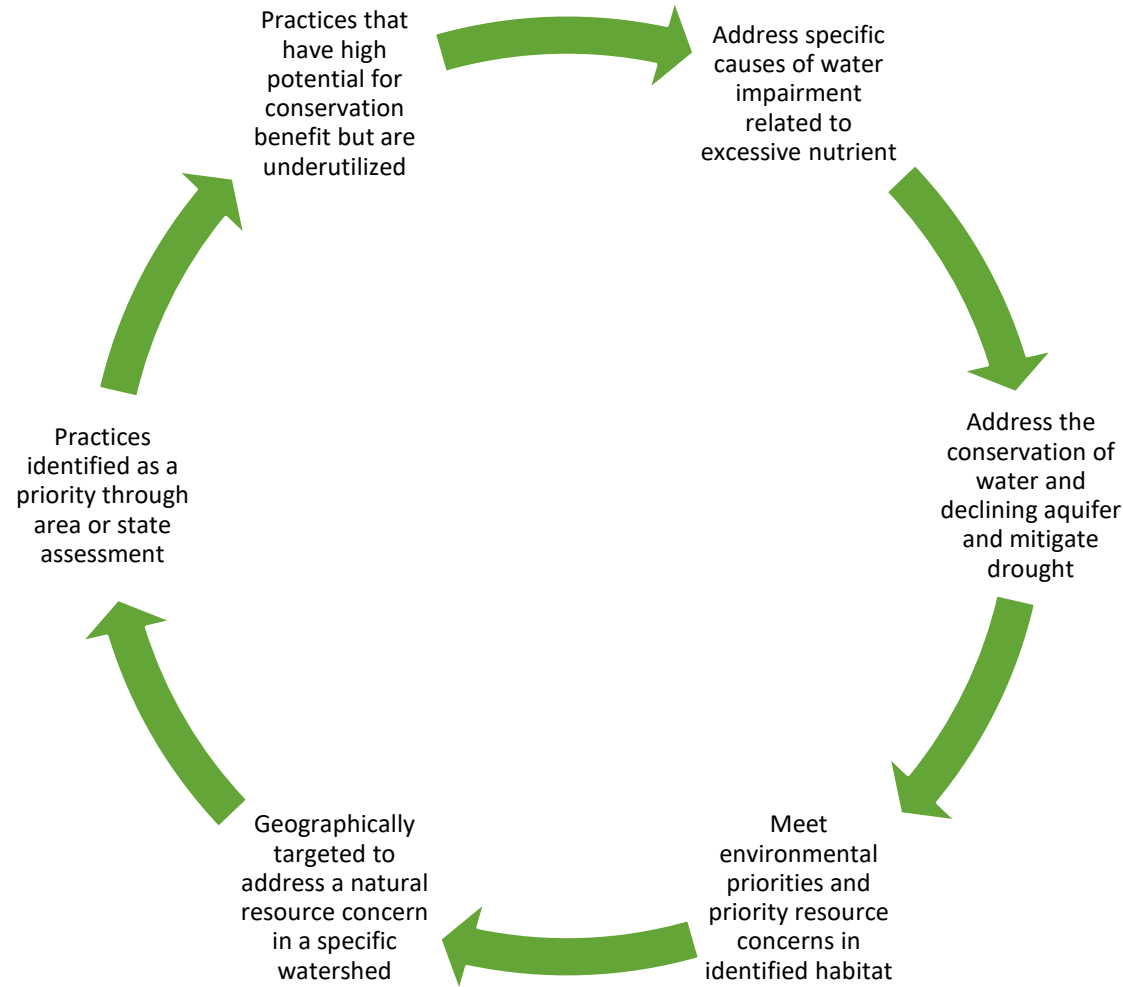 Practices that
have high
potential for
conservation
benefit but are
underutilized
Address specific
causes of water
impairment
related to
excessive nutrient
Address the
conservation of
water and
declining aquifer
and mitigate
drought
Meet
environmental
priorities and
priority resource
concerns in
identified habitat
Geographically
targeted to
address a natural
resource concern
in a specific
watershed
Practices
identified as a
priority through
area or state
assessment